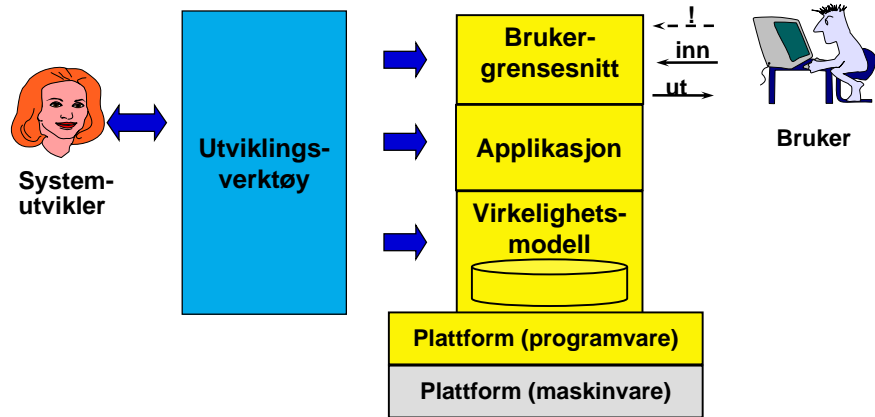 System-
utvikler
Utviklings-
verktøy
Bruker-
grensesnitt
Applikasjon
Virkelighets-
modell
Plattform (programvare)
Plattform (maskinvare)
!
inn
ut
Bruker